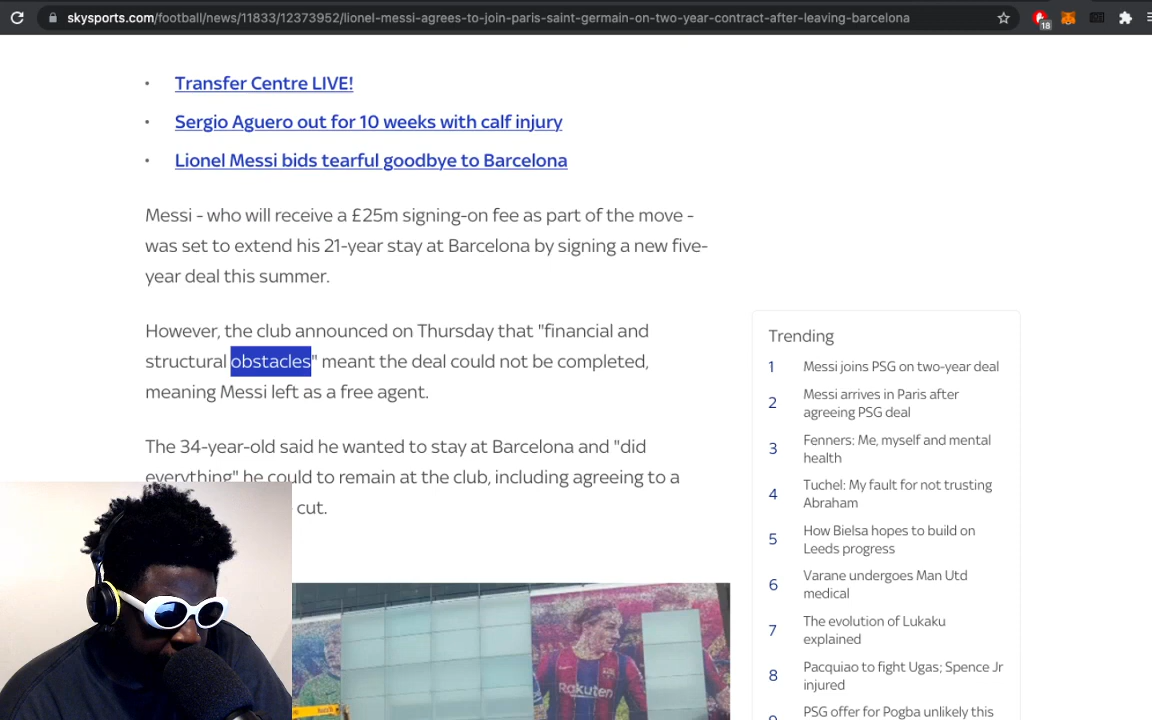 skysports.com/football/news/11833/12373952/lionel-messi-agrees-to-join-paris-saint-germain-on-two-year-contract-after-leaving-barcelona
18
• Transfer Centre LIVE!
• Sergio Aguero out for 10 weeks with calf injury
• Lionel Messi bids tearful goodbye to Barcelona
Messi - who will receive a £25m signing-on fee as part of the move -
was set to extend his 21-year stay at Barcelona by signing a new five-
year deal this summer.
However, the club announced on Thursday that "financial and
structural obstacles" meant the deal could not be completed,
meaning Messi left as a free agent.
The 34-year-old said he wanted to stay at Barcelona and "did
everything" he could to remain at the club, including agreeing to a
cut.
Rakuten
Trending
1 Messi joins PSG on two-year deal
2 Messi arrives in Paris after
agreeing PSG deal
3 Fenners: Me, myself and mental
health
4 Tuchel: My fault for not trusting
Abraham
5 How Bielsa hopes to build on
Leeds progress
6 Varane undergoes Man Utd
medical
7 The evolution of Lukaku
explained
8 Pacquiao to fight Ugas; Spence Jr
injured
9 PSG offer for Pogba unlikely this